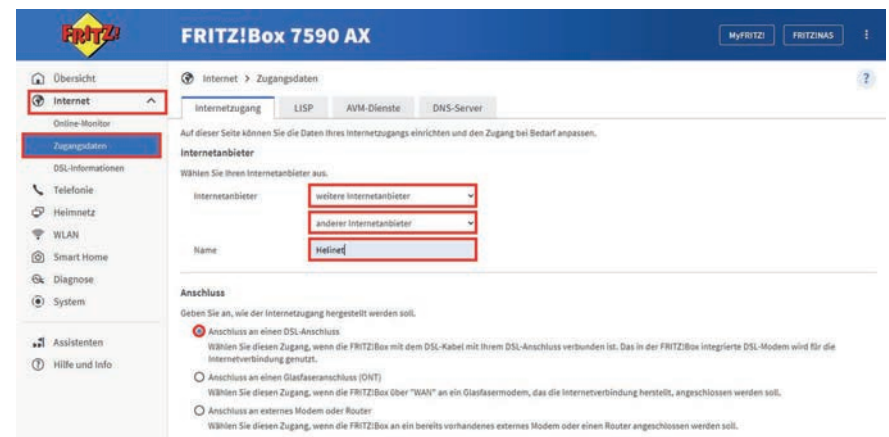 FRITZ!
FRITZ!Box 7590 AX
MyFRITZ!
FRITZ!NAS
Übersicht
Internet
Online-Monitor
Zugangsdaten
DSL-Informationen
Telefonie
Heimnetz
WLAN
Smart Home
Diagnose
System
Assistenten
Hilfe und Info
Internet > Zugangsdaten
?
Internetzugang LISP AVM-Dienste DNS-Server
Auf dieser Seite können Sie die Daten Ihres Internetzugangs einrichten und den Zugang bei Bedarf anpassen.
Internetanbieter
Wählen Sie Ihren Internetanbieter aus.
Internetanbieter weitere Internetanbieter
anderer Internetanbieter
Name Helinet
Anschluss
Geben Sie an, wie der Internetzugang hergestellt werden soll.
Anschluss an einen DSL-Anschluss
Wählen Sie diesen Zugang, wenn die FRITZ!Box mit dem DSL-Kabel mit Ihrem DSL-Anschluss verbunden ist. Das in der FRITZ!Box integrierte DSL-Modem wird für die
Internetverbindung genutzt.
Anschluss an einen Glasfaseranschluss (ONT)
Wählen Sie diesen Zugang, wenn die FRITZ!Box über "WAN" an ein Glasfasermodem, das die Internetverbindung herstellt, angeschlossen werden soll.
Anschluss an externes Modem oder Router
Wählen Sie diesen Zugang, wenn die FRITZ!Box an ein bereits vorhandenes externes Modem oder einen Router angeschlossen werden soll.